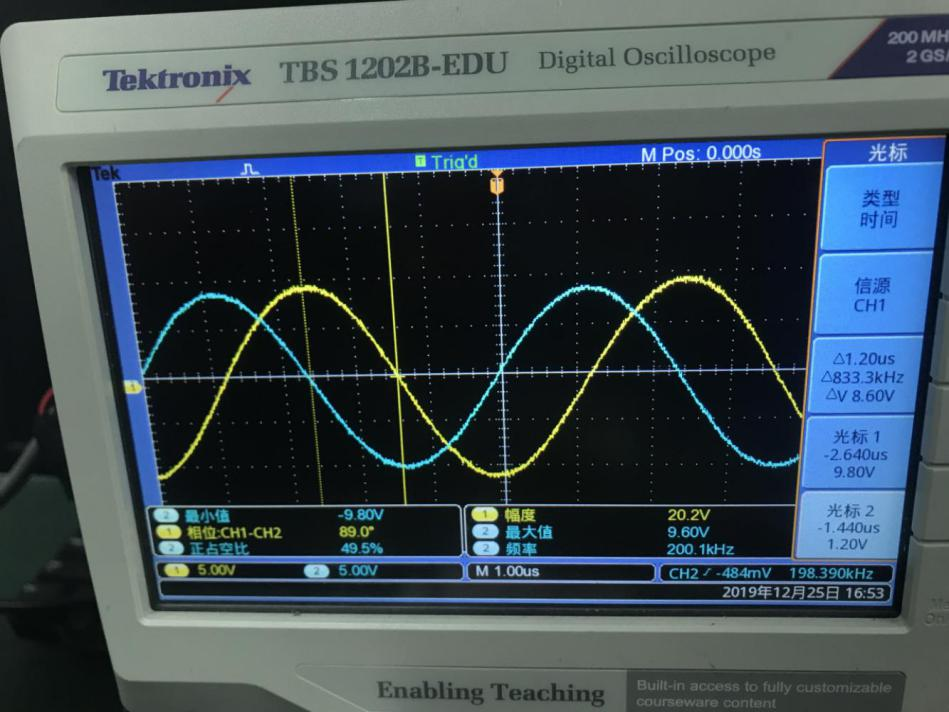 Tektronix TBS 1202B-EDU Digital Oscilloscope
200 MH
2 GS/
Tek T Trig'd M Pos: 0.000s
光标
T
类型
时间
信源
CH1
△1.20us
△833.3kHz
△V 8.60V
光标 1
-2.640us
9.80V
光标 2
-1.440us
1.20V
1
2 最小值 -9.80V
1 相位:CH1-CH2 89.0°
2 正占空比 49.5%
1 幅度 20.2V
2 最大值 9.60V
2 频率 200.1kHz
1 5.00V 2 5.00V M 1.00us CH2 -484mV 198.390kHz
2019年12月25日 16:53
Enabling Teaching
Built-in access to fully customizable
courseware content